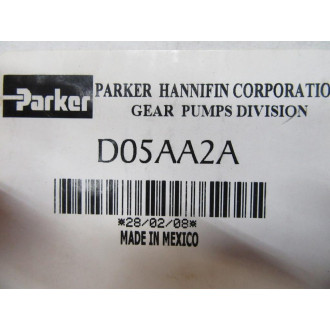 Parker
PARKER HANNIFIN CORPORATIO
GEAR PUMPS DIVISION
D05AA2A
*28/02/08*
MADE IN MEXICO